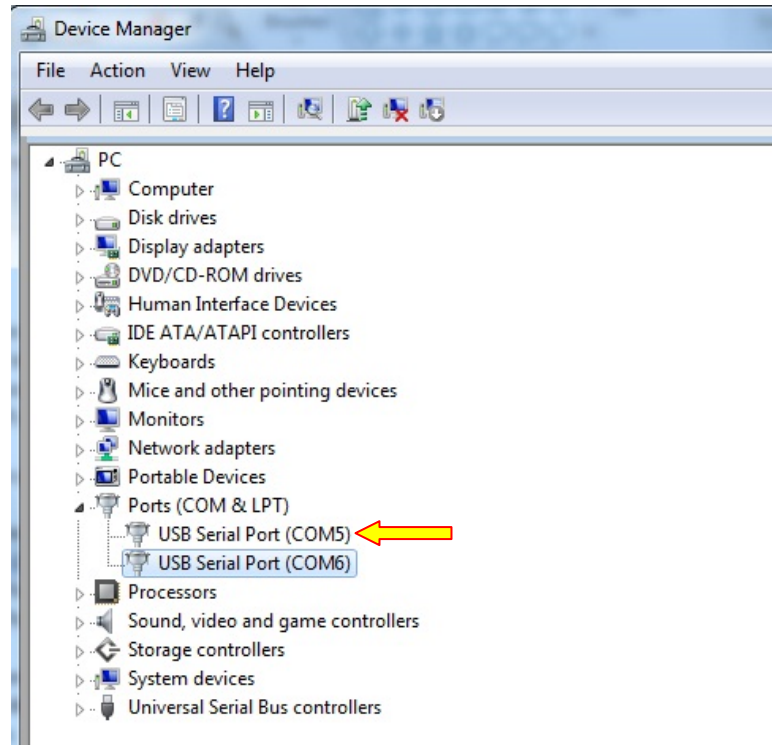 Device Manager
File Action View Help
PC
Computer
Disk drives
Display adapters
DVD/CD-ROM drives
Human Interface Devices
IDE ATA/ATAPI controllers
Keyboards
Mice and other pointing devices
Monitors
Network adapters
Portable Devices
Ports (COM & LPT)
USB Serial Port (COM5)
USB Serial Port (COM6)
Processors
Sound, video and game controllers
Storage controllers
System devices
Universal Serial Bus controllers